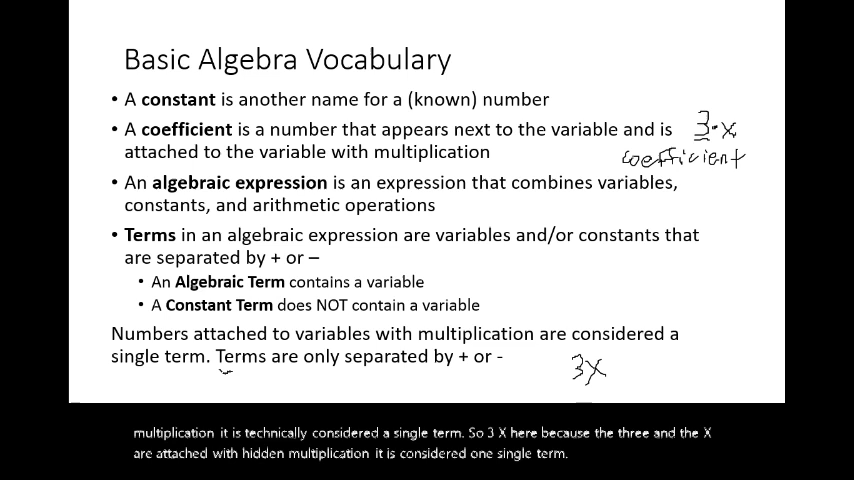 Basic Algebra Vocabulary
• A constant is another name for a (known) number
• A coefficient is a number that appears next to the variable and is
attached to the variable with multiplication
3·x
coefficient
• An algebraic expression is an expression that combines variables,
constants, and arithmetic operations
• Terms in an algebraic expression are variables and/or constants that
are separated by + or –
• An Algebraic Term contains a variable
• A Constant Term does NOT contain a variable
Numbers attached to variables with multiplication are considered a
single term. Terms are only separated by + or -
3X
multiplication it is technically considered a single term. So 3 X here because the three and the X
are attached with hidden multiplication it is considered one single term.